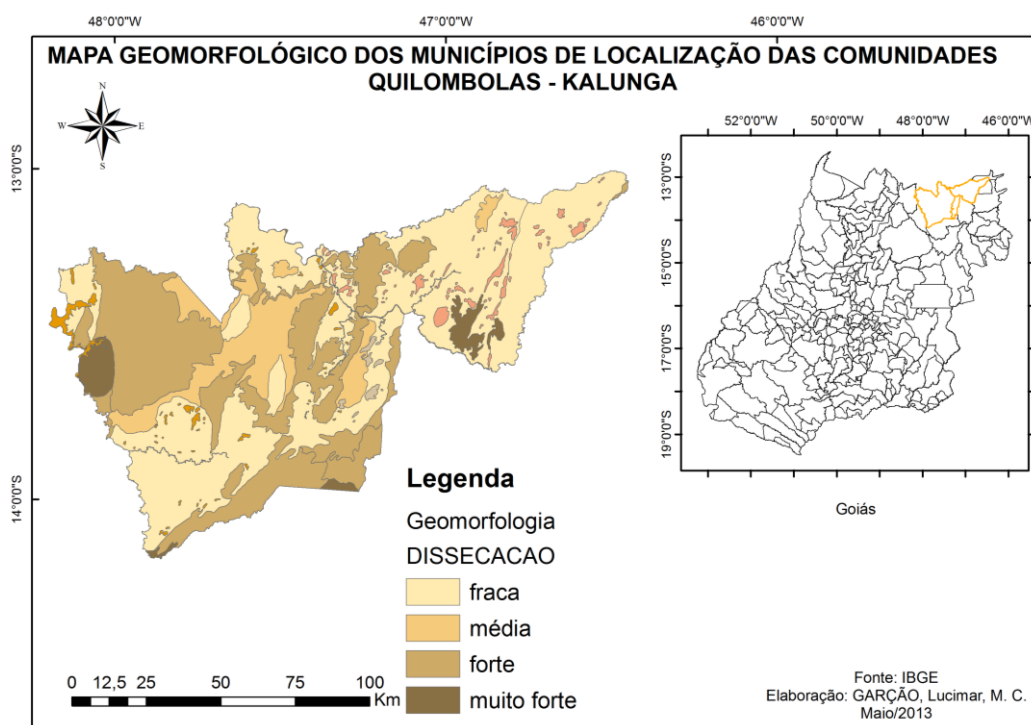 48°0'0"W
47°0'0"W
46°0'0"W
MAPA GEOMORFOLÓGICO DOS MUNICÍPIOS DE LOCALIZAÇÃO DAS COMUNIDADES
QUILOMBOLAS - KALUNGA
N
W
E
S
13°0'0"S
14°0'0"S
52°0'0"W
50°0'0"W
48°0'0"W
46°0'0"W
13°0'0"S
15°0'0"S
17°0'0"S
19°0'0"S
Goiás
Legenda
Geomorfologia
DISSECACAO
fraca
média
forte
muito forte
0 12,5 25 50 75 100
Km
Fonte: IBGE
Elaboração: GARÇÃO, Lucimar, M. C.
Maio/2013